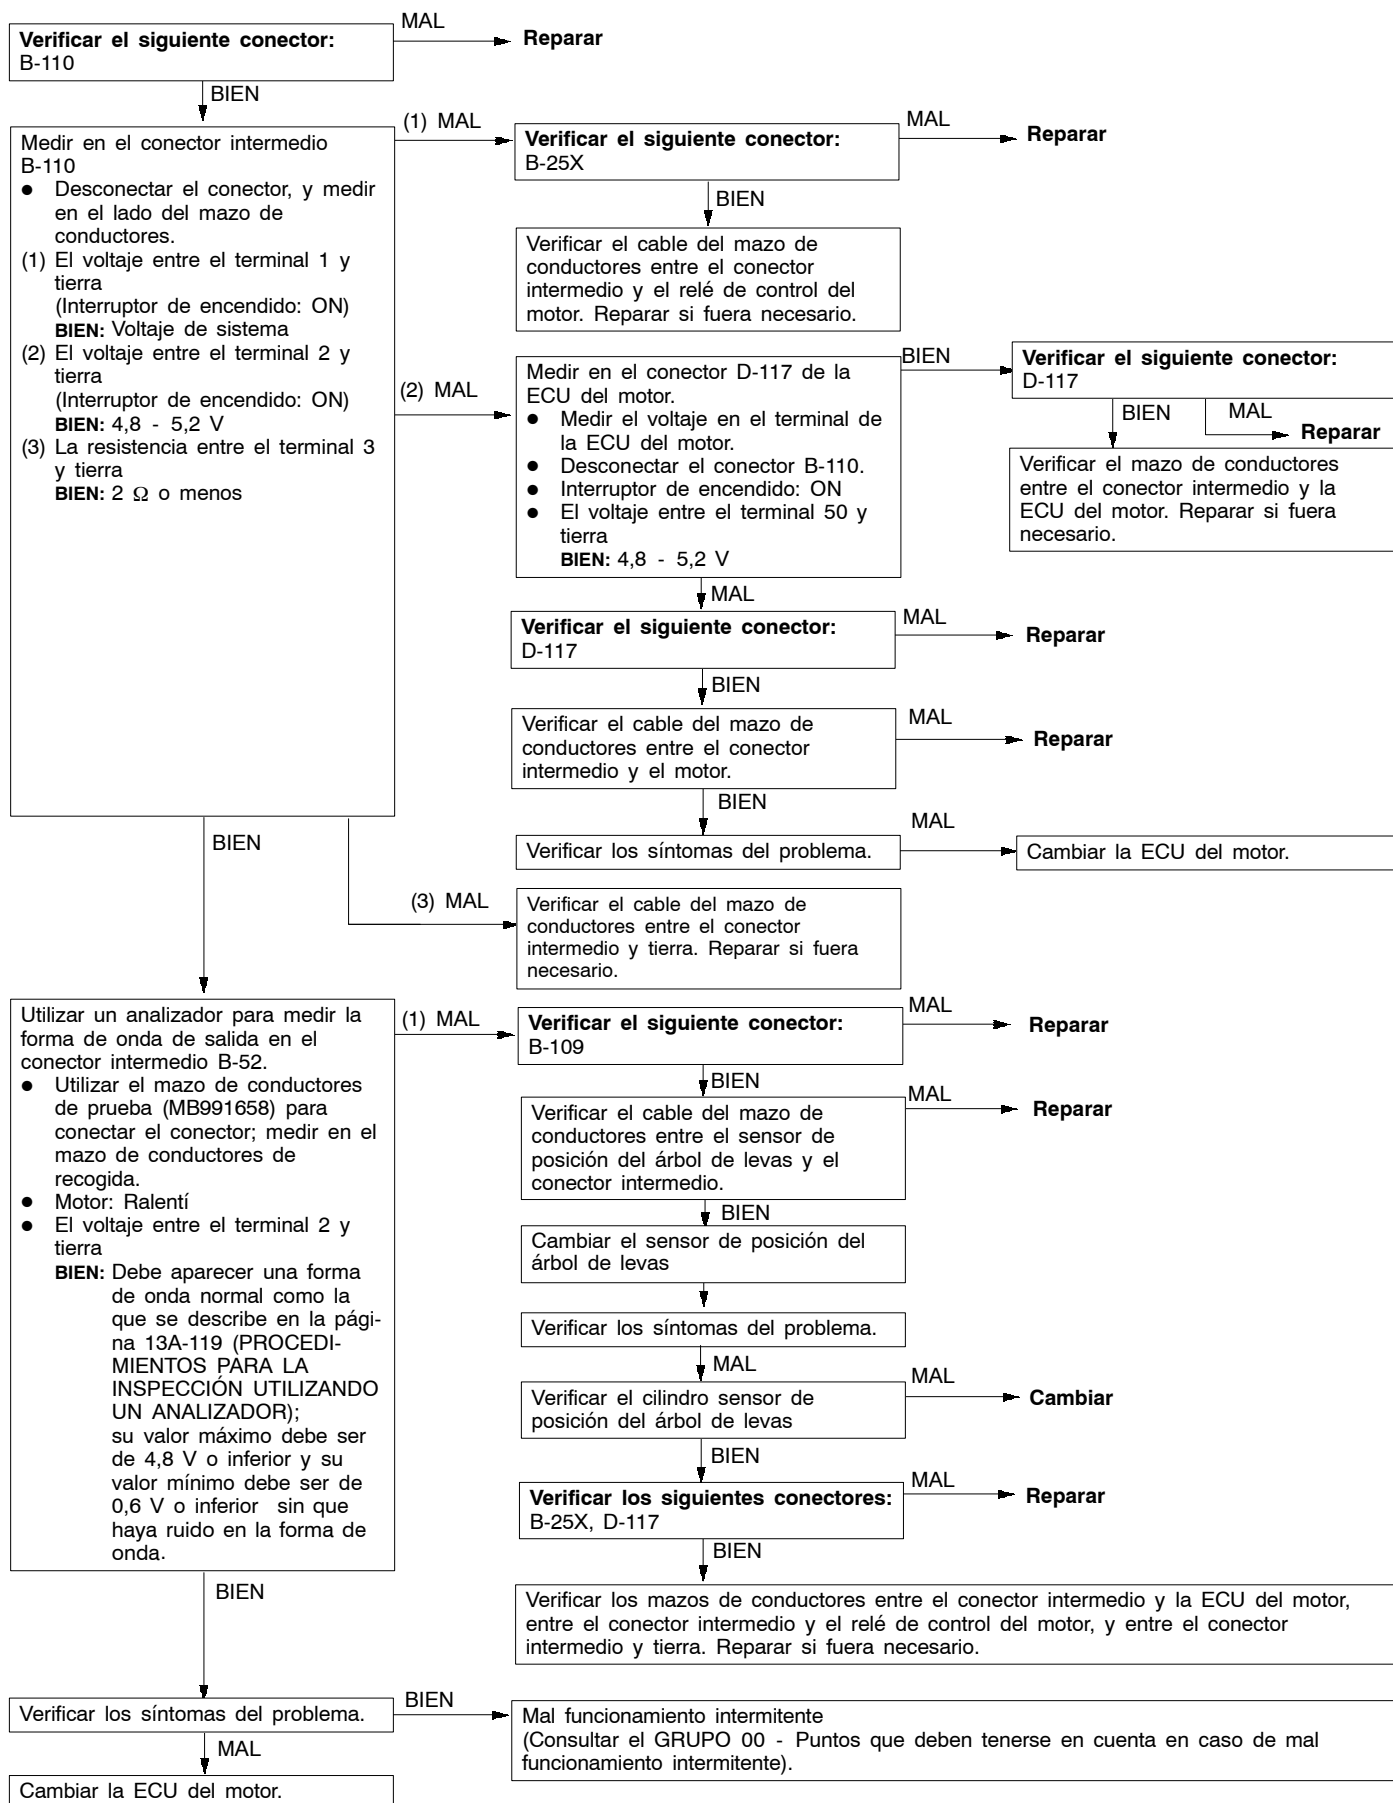 Verificar el siguiente conector:
B-110
MAL
Reparar
BIEN
Medir en el conector intermedio
B-110
● Desconectar el conector, y medir
en el lado del mazo de
conductores.
(1) El voltaje entre el terminal 1 y
tierra
(Interruptor de encendido: ON)
BIEN: Voltaje de sistema
(2) El voltaje entre el terminal 2 y
tierra
(Interruptor de encendido: ON)
BIEN: 4,8 - 5,2 V
(3) La resistencia entre el terminal 3
y tierra
BIEN: 2 Ω o menos
(1) MAL
Verificar el siguiente conector:
B-25X
MAL
Reparar
BIEN
Verificar el cable del mazo de
conductores entre el conector
intermedio y el relé de control del
motor. Reparar si fuera necesario.
(2) MAL
Medir en el conector D-117 de la
ECU del motor.
● Medir el voltaje en el terminal de
la ECU del motor.
● Desconectar el conector B-110.
● Interruptor de encendido: ON
● El voltaje entre el terminal 50 y
tierra
BIEN: 4,8 - 5,2 V
BIEN
Verificar el siguiente conector:
D-117
BIEN
MAL
Reparar
Verificar el mazo de conductores
entre el conector intermedio y la
ECU del motor. Reparar si fuera
necesario.
MAL
Verificar el siguiente conector:
D-117
MAL
Reparar
BIEN
Verificar el cable del mazo de
conductores entre el conector
intermedio y el motor.
MAL
Reparar
BIEN
Verificar los síntomas del problema.
MAL
Cambiar la ECU del motor.
BIEN
(3) MAL
Verificar el cable del mazo de
conductores entre el conector
intermedio y tierra. Reparar si fuera
necesario.
Utilizar un analizador para medir la
forma de onda de salida en el
conector intermedio B-52.
● Utilizar el mazo de conductores
de prueba (MB991658) para
conectar el conector; medir en el
mazo de conductores de
recogida.
● Motor: Ralentí
● El voltaje entre el terminal 2 y
tierra
BIEN: Debe aparecer una forma
de onda normal como la
que se describe en la pági-
na 13A-119 (PROCEDI-
MIENTOS PARA LA
INSPECCIÓN UTILIZANDO
UN ANALIZADOR);
su valor máximo debe ser
de 4,8 V o inferior y su
valor mínimo debe ser de
0,6 V o inferior sin que
haya ruido en la forma de
onda.
(1) MAL
Verificar el siguiente conector:
B-109
MAL
Reparar
BIEN
Verificar el cable del mazo de
conductores entre el sensor de
posición del árbol de levas y el
conector intermedio.
MAL
Reparar
BIEN
Cambiar el sensor de posición del
árbol de levas
Verificar los síntomas del problema.
MAL
Verificar el cilindro sensor de
posición del árbol de levas
MAL
Cambiar
BIEN
Verificar los siguientes conectores:
B-25X, D-117
MAL
Reparar
BIEN
Verificar los mazos de conductores entre el conector intermedio y la ECU del motor,
entre el conector intermedio y el relé de control del motor, y entre el conector
intermedio y tierra. Reparar si fuera necesario.
BIEN
Verificar los síntomas del problema.
BIEN
Mal funcionamiento intermitente
(Consultar el GRUPO 00 - Puntos que deben tenerse en cuenta en caso de mal
funcionamiento intermitente).
MAL
Cambiar la ECU del motor.